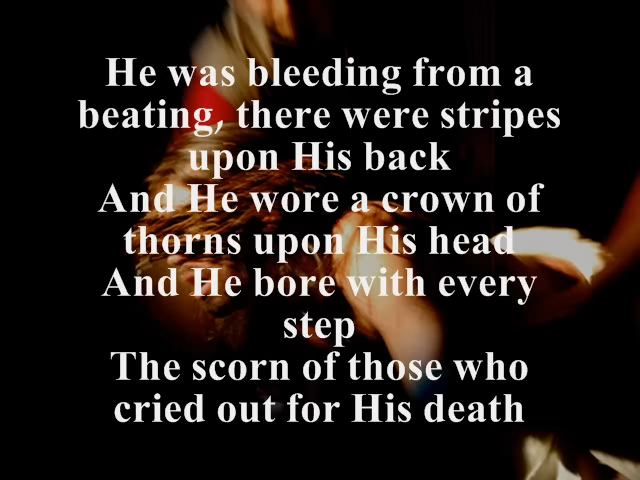 He was bleeding from a
beating, there were stripes
upon His back
And He wore a crown of
thorns upon His head
And He bore with every
step
The scorn of those who
cried out for His death